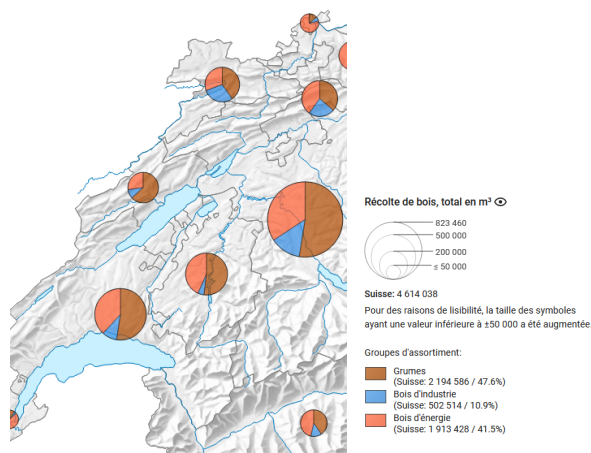 Récolte de bois, total en m³
823 460
500 000
200 000
≤ 50 000
Suisse: 4 614 038
Pour des raisons de lisibilité, la taille des symboles
ayant une valeur inférieure à ±50 000 a été augmentée
Groupes d'assortiment:
Grumes
(Suisse: 2 194 586 / 47.6%)
Bois d'industrie
(Suisse: 502 514 / 10.9%)
Bois d'énergie
(Suisse: 1 913 428 / 41.5%)